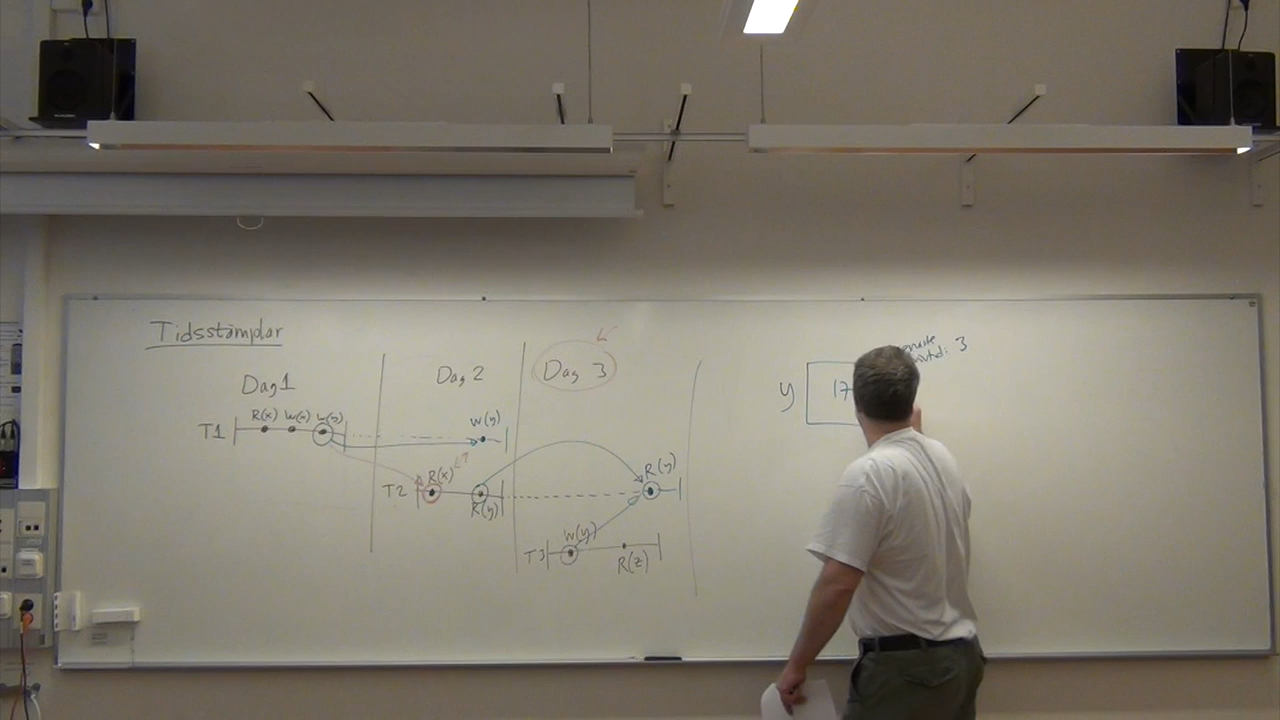 Tidsstämplar
Dag 1
Dag 2
Dag 3
T1
R(x) W(x) W(y)
W(y)
T2
R(x)
R(y)
R(y)
T3
W(y)
R(z)
y
17
3